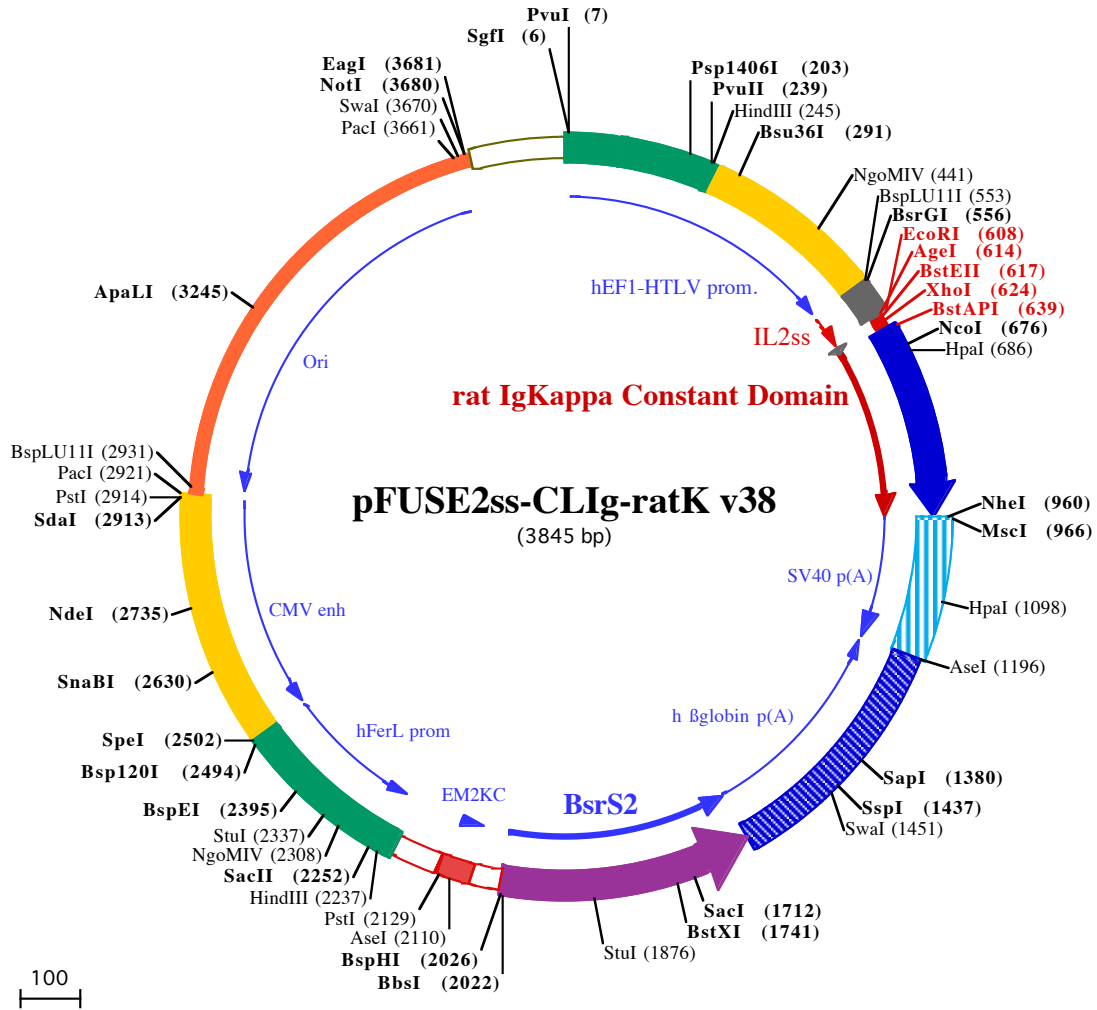 PvuI (7)
SgfI (6)
EagI (3681)
NotI (3680)
SwaI (3670)
PacI (3661)
Psp1406I (203)
PvuII (239)
HindIII (245)
Bsu36I (291)
NgoMIV (441)
BspLU11I (553)
BsrGI (556)
EcoRI (608)
AgeI (614)
BstEII (617)
XhoI (624)
BstAPI (639)
NcoI (676)
HpaI (686)
ApaLI (3245)
hEF1-HTLV prom.
IL2ss
Ori
rat IgKappa Constant Domain
BspLU11I (2931)
PacI (2921)
PstI (2914)
SdaI (2913)
pFUSE2ss-CLIg-ratK v38
(3845 bp)
NheI (960)
MscI (966)
SV40 p(A)
HpaI (1098)
AseI (1196)
NdeI (2735)
CMV enh
SnaBI (2630)
SpeI (2502)
Bsp120I (2494)
hFerL prom
h ßglobin p(A)
BspEI (2395)
StuI (2337)
NgoMIV (2308)
SacII (2252)
HindIII (2237)
EM2KC
BsrS2
SapI (1380)
SspI (1437)
SwaI (1451)
PstI (2129)
AseI (2110)
BspHI (2026)
BbsI (2022)
SacI (1712)
BstXI (1741)
StuI (1876)
100